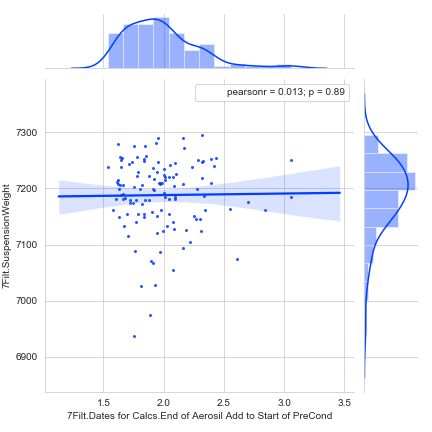 pearsonr = 0.013; p = 0.89
7300
7200
7100
7000
6900
7Filt.SuspensionWeight
1.5 2.0 2.5 3.0 3.5
7Filt.Dates for Calcs.End of Aerosil Add to Start of PreCond